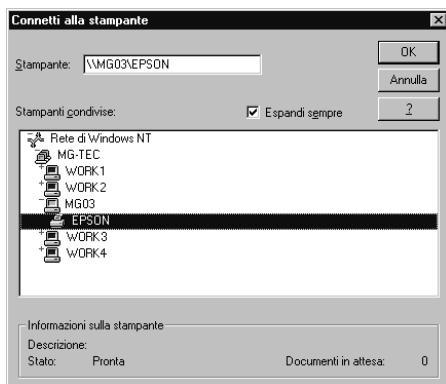 Connetti alla stampante
OK
Stampante: \\MG03\EPSON
Annulla
Stampanti condivise: Espandi sempre ?
Rete di Windows NT
MG-TEC
WORK1
WORK2
MG03
EPSON
WORK3
WORK4
Informazioni sulla stampante
Descrizione:
Stato: Pronta Documenti in attesa: 0